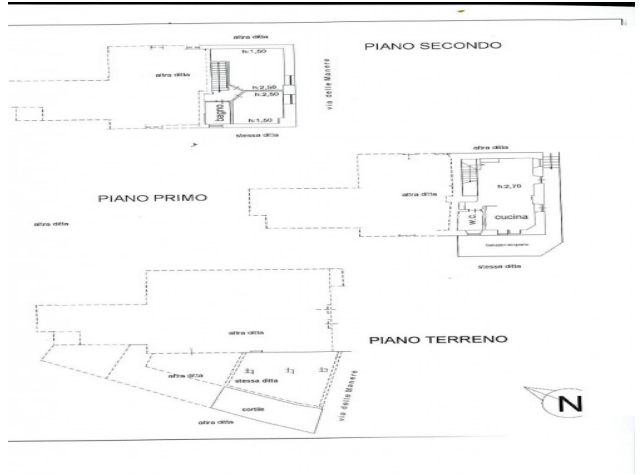 altra ditta
PIANO SECONDO
h:1,50
altra ditta
h:2,50
h:2,50
via delle Manere
bagno
h:1,50
stessa ditta
altra ditta
PIANO PRIMO
altra ditta
h:2,70
W.C.
cucina
altra ditta
stessa ditta
altra ditta
PIANO TERRENO
altra ditta
stessa ditta
via delle Manere
cortile
altra ditta
N